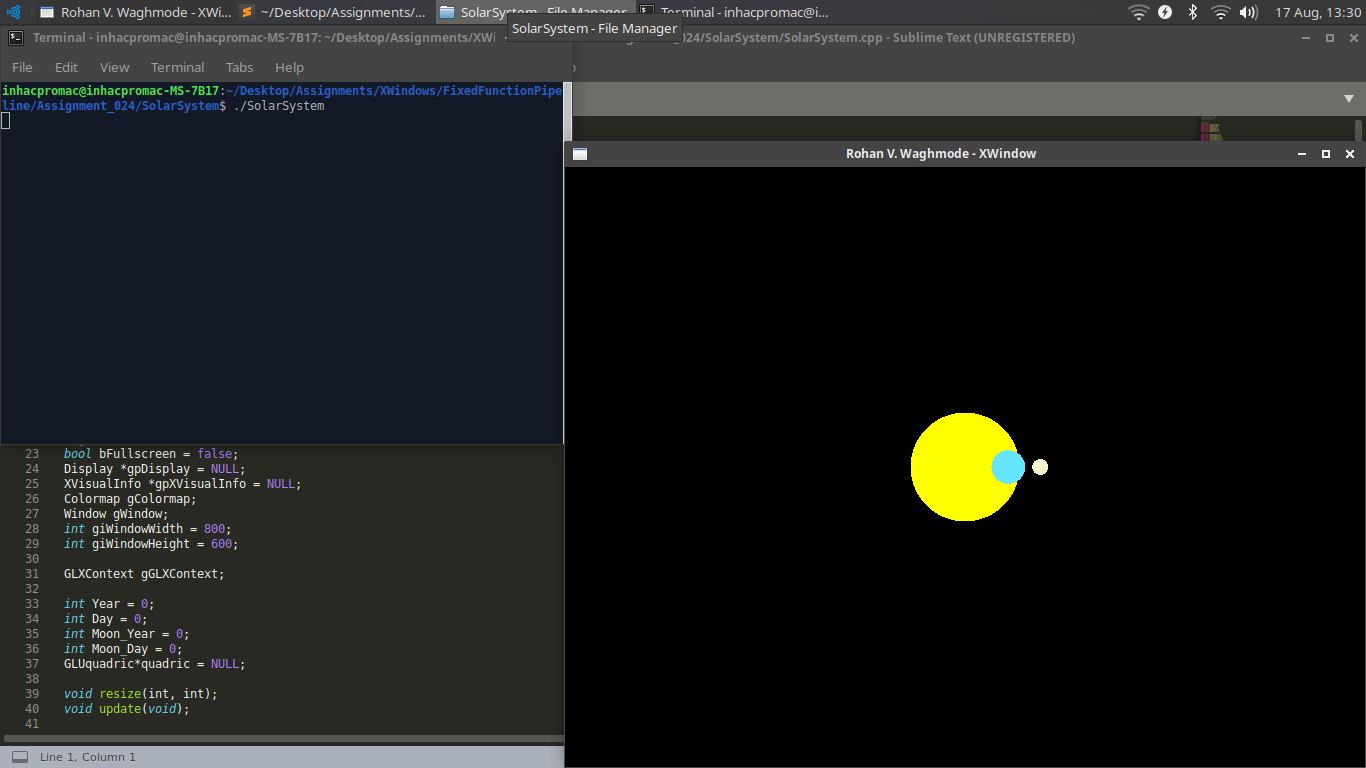 Rohan V. Waghmode - XWi...
~/Desktop/Assignments/...
SolarSystem - File Manager
Terminal - inhacpromac@i...
17 Aug, 13:30
SolarSystem - File Manager
Terminal - inhacpromac@inhacpromac-MS-7B17: ~/Desktop/Assignments/XWi
024/SolarSystem/SolarSystem.cpp - Sublime Text (UNREGISTERED)
File Edit View Terminal Tabs Help
inhacpromac@inhacpromac-MS-7B17:~/Desktop/Assignments/XWindows/FixedFunctionPipe
line/Assignment_024/SolarSystem$ ./SolarSystem
Rohan V. Waghmode - XWindow
23 bool bFullscreen = false;
24 Display *gpDisplay = NULL;
25 XVisualInfo *gpXVisualInfo = NULL;
26 Colormap gColormap;
27 Window gWindow;
28 int giWindowWidth = 800;
29 int giWindowHeight = 600;
30
31 GLXContext gGLXContext;
32
33 int Year = 0;
34 int Day = 0;
35 int Moon_Year = 0;
36 int Moon_Day = 0;
37 GLUquadric*quadric = NULL;
38
39 void resize(int, int);
40 void update(void);
41
Line 1, Column 1